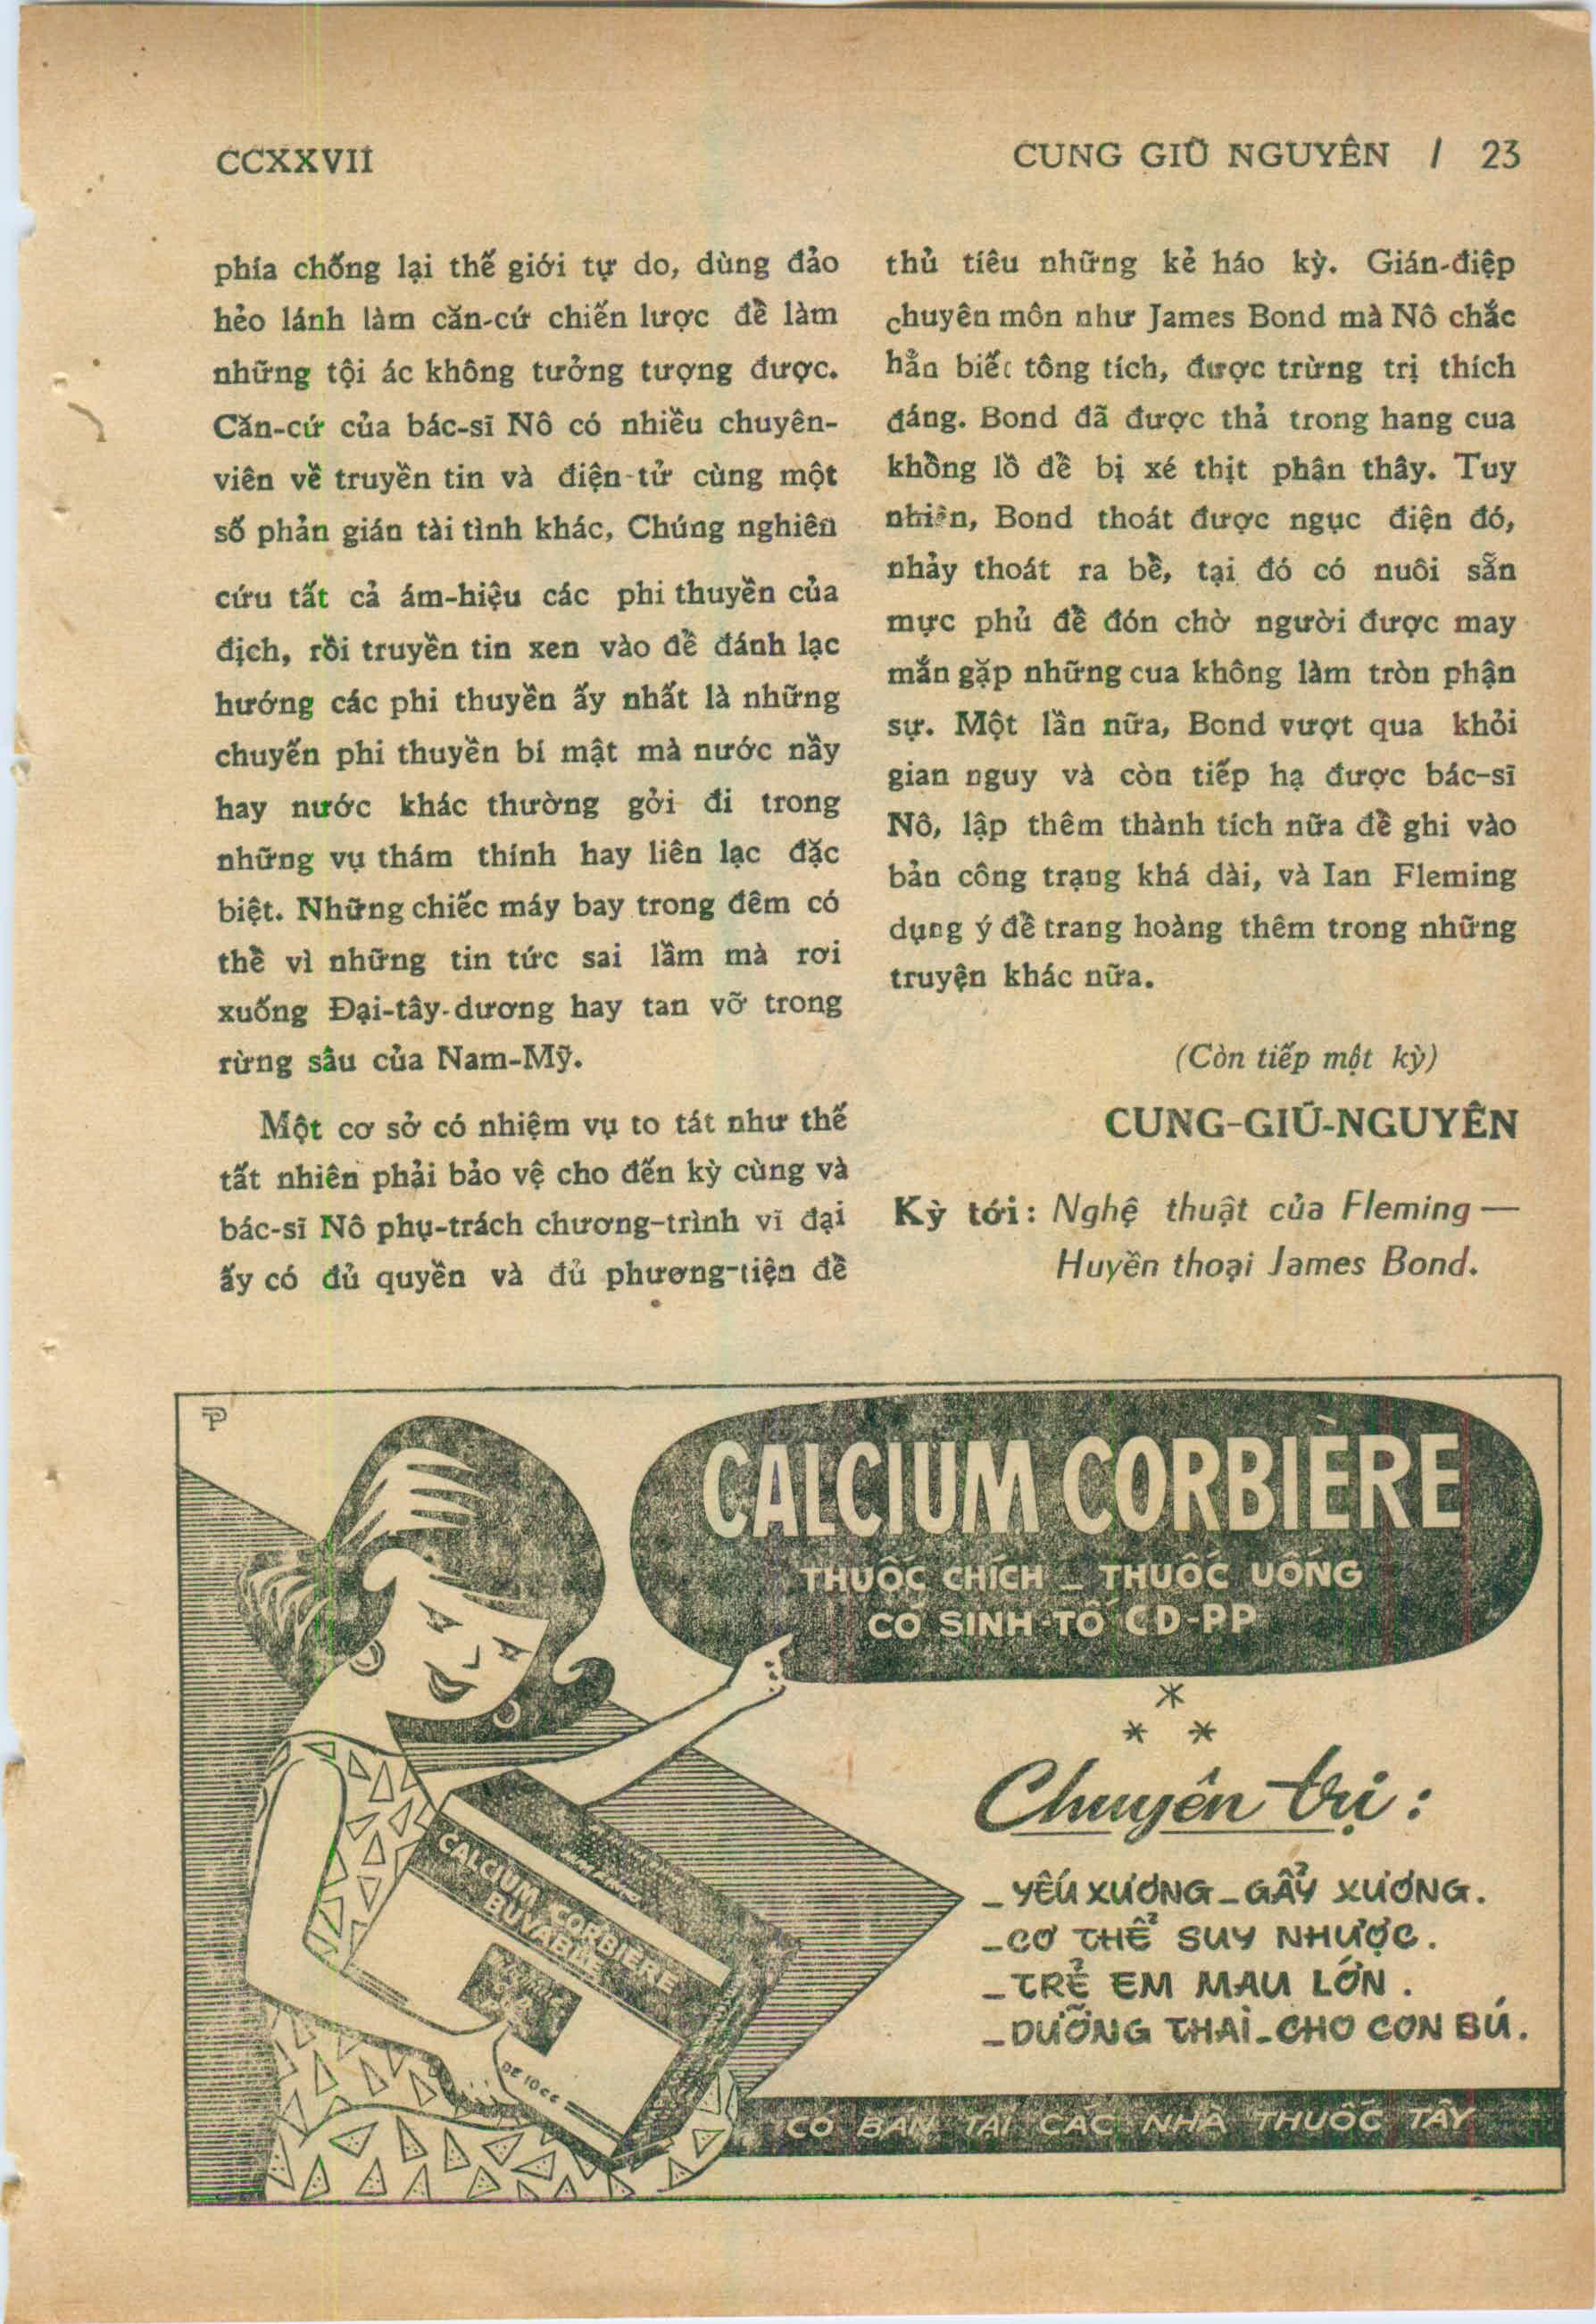 CCXXVII
CUNG GIŨ NGUYÊN / 23
phía chống lại thế giới tự do, dùng đảo
hẻo lánh làm căn-cứ chiến lược để làm
những tội ác không tưởng tượng được.
Căn-cứ của bác-sĩ Nô có nhiều chuyên-
viên về truyền tin và điện-tử cùng một
số phản gián tài tình khác, Chúng nghiên
cứu tất cả ám-hiệu các phi thuyền của
địch, rồi truyền tin xen vào để đánh lạc
hướng các phi thuyền ấy nhất là những
chuyến phi thuyền bí mật mà nước nầy
hay nước khác thường gởi đi trong
những vụ thám thính hay liên lạc đặc
biệt. Những chiếc máy bay trong đêm có
thể vì những tin tức sai lầm mà rơi
xuống Đại-tây-dương hay tan vỡ trong
rừng sâu của Nam-Mỹ.
Một cơ sở có nhiệm vụ to tát như thế
tất nhiên phải bảo vệ cho đến kỳ cùng và
bác-sĩ Nô phụ-trách chương-trình vĩ đại
ấy có đủ quyền và đủ phương-tiện để
thủ tiêu những kẻ háo kỳ. Gián-điệp
chuyên môn như James Bond mà Nô chắc
hẳn biết tông tích, được trừng trị thích
đáng. Bond đã được thả trong hang cua
khồng lồ để bị xé thịt phân thây. Tuy
nhiên, Bond thoát được ngục điện đó,
nhảy thoát ra bể, tại đó có nuôi sẵn
mực phủ để đón chờ người được may
mắn gặp những cua không làm tròn phận
sự. Một lần nữa, Bond vượt qua khỏi
gian nguy và còn tiếp hạ được bác-sĩ
Nô, lập thêm thành tích nữa để ghi vào
bản công trạng khá dài, và Ian Fleming
dụng ý để trang hoàng thêm trong những
truyện khác nữa.
(Còn tiếp một kỳ)
CUNG-GIŨ-NGUYÊN
Kỳ tới: Nghệ thuật của Fleming —
Huyền thoại James Bond.
TP
CALCIUM CORBIÈRE
THUỐC CHÍCH _ THUỐC UỐNG
CÓ SINH-TỐ CD-PP
* * *
Chuyên trị :
_ YẾU XƯƠNG _ GẪY XƯƠNG.
_ CƠ THỂ SUY NHƯỢC.
_ TRẺ EM MAU LỚN.
_ DƯỠNG THAI _ CHO CON BÚ.
CALCIUM CORBIÈRE
BUVABLE
DE 10cc
CÓ BÁN TẠI CÁC NHÀ THUỐC TÂY